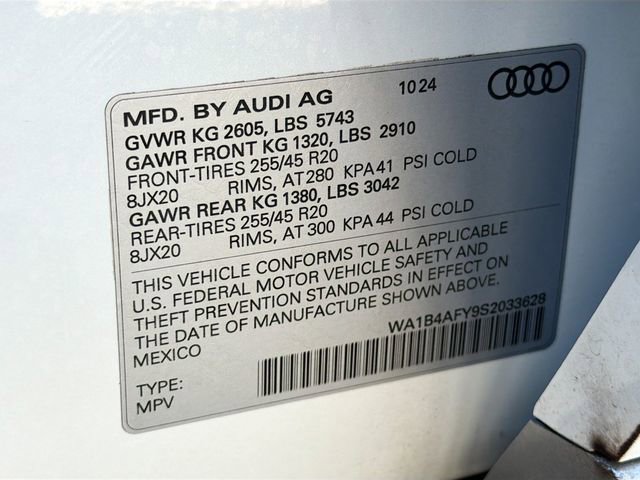 MFD. BY AUDI AG 10 24
GVWR KG 2605, LBS 5743
GAWR FRONT KG 1320, LBS 2910
FRONT-TIRES 255/45 R20
8JX20 RIMS, AT 280 KPA 41 PSI COLD
GAWR REAR KG 1380, LBS 3042
REAR-TIRES 255/45 R20
8JX20 RIMS, AT 300 KPA 44 PSI COLD
THIS VEHICLE CONFORMS TO ALL APPLICABLE
U.S. FEDERAL MOTOR VEHICLE SAFETY AND
THEFT PREVENTION STANDARDS IN EFFECT ON
THE DATE OF MANUFACTURE SHOWN ABOVE.
MEXICO WA1B4AFY9S2033628
TYPE:
MPV